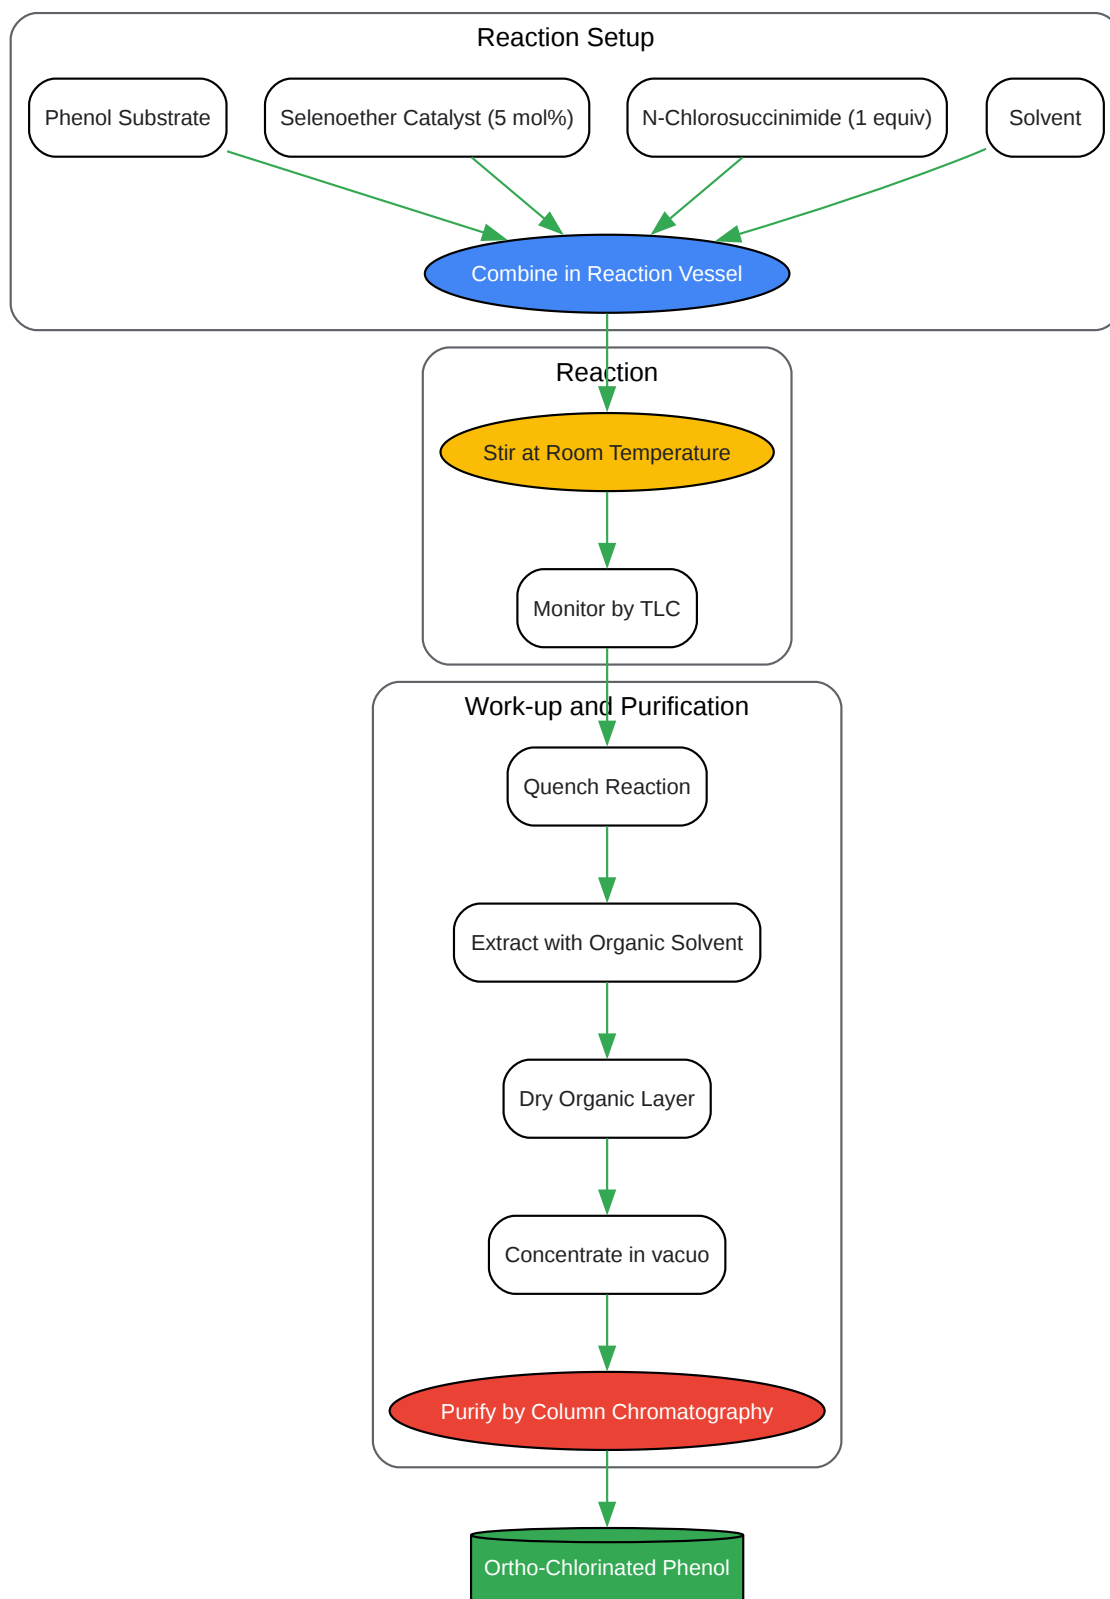 Reaction Setup
Phenol Substrate
Selenoether Catalyst (5 mol%)
N-Chlorosuccinimide (1 equiv)
Solvent
Combine in Reaction Vessel
Reaction
Stir at Room Temperature
Monitor by TLC
Work-up and Purification
Quench Reaction
Extract with Organic Solvent
Dry Organic Layer
Concentrate in vacuo
Purify by Column Chromatography
Ortho-Chlorinated Phenol